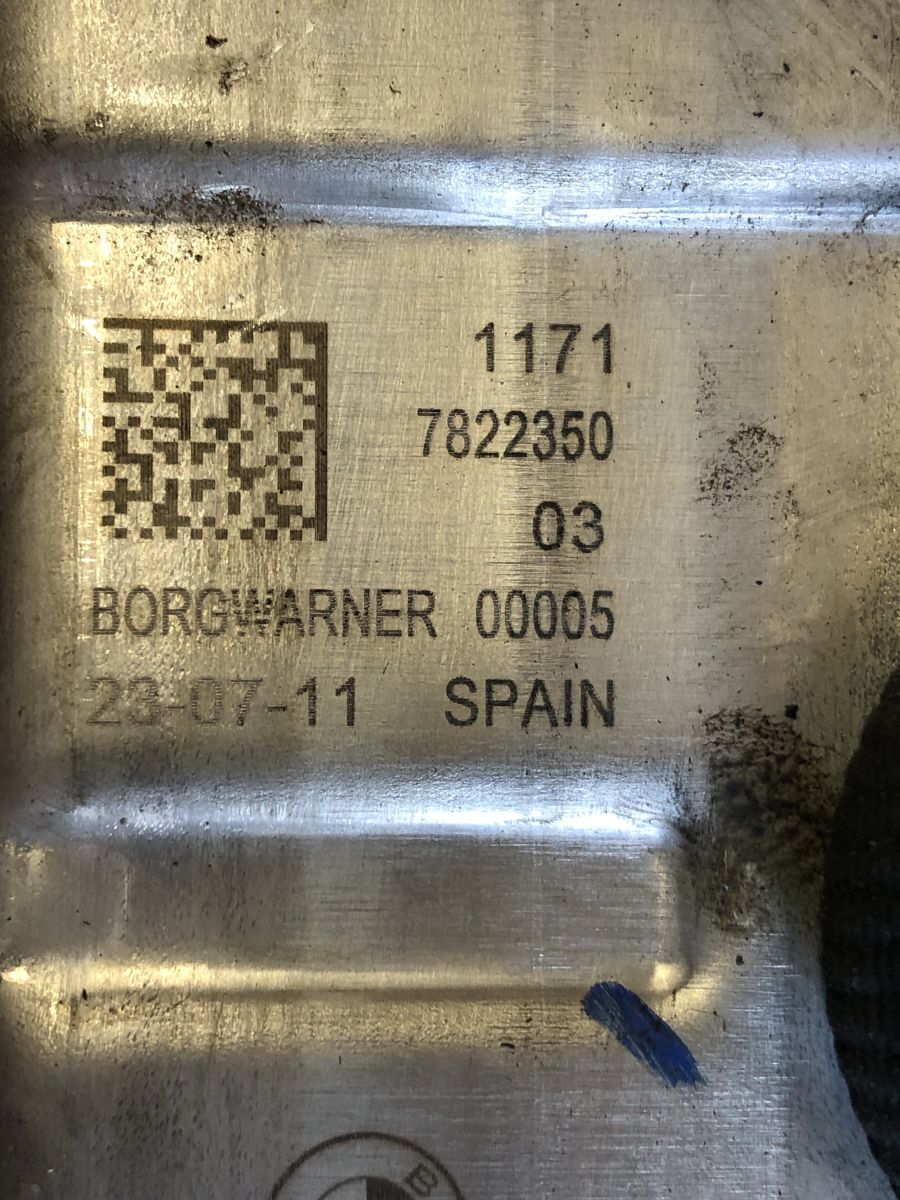 1171
7822350
03
BORGWARNER 00005
23-07-11 SPAIN
B